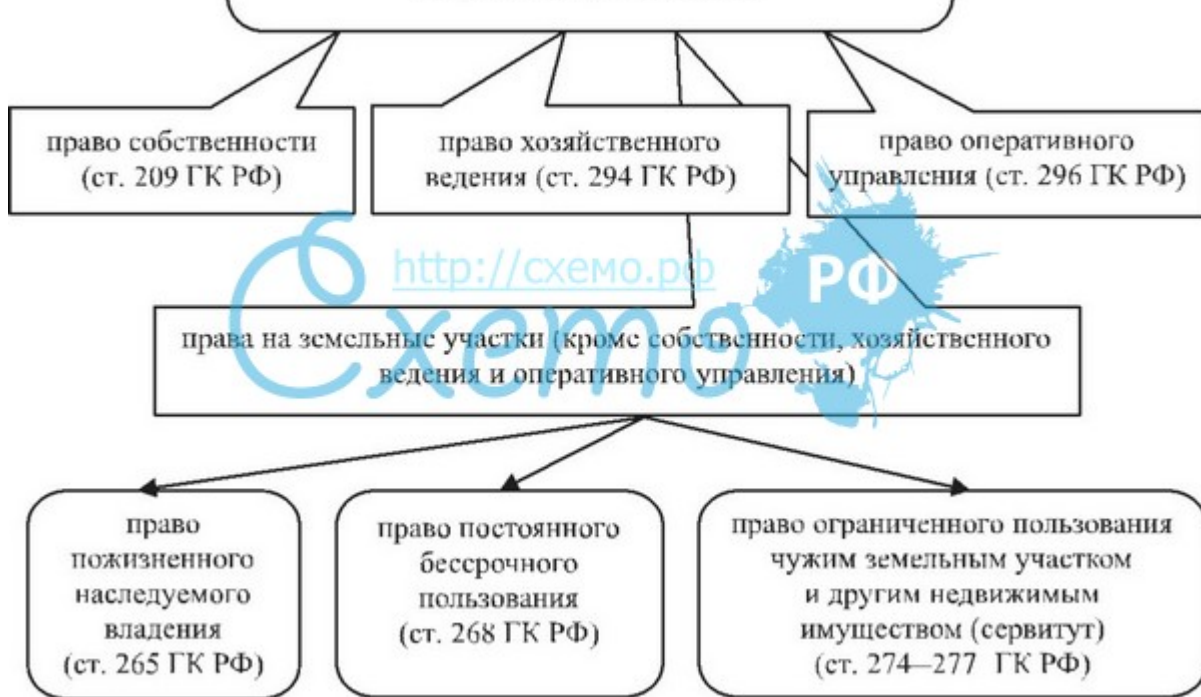 право собственности
(ст. 209 ГК РФ)
право хозяйственного
ведения (ст. 294 ГК РФ)
право оперативного
управления (ст. 296 ГК РФ)
http://схемо.рф
Схемо
РФ
права на земельные участки (кроме собственности, хозяйственного
ведения и оперативного управления)
право
пожизненного
наследуемого
владения
(ст. 265 ГК РФ)
право постоянного
бессрочного
пользования
(ст. 268 ГК РФ)
право ограниченного пользования
чужим земельным участком
и другим недвижимым
имуществом (сервитут)
(ст. 274–277 ГК РФ)